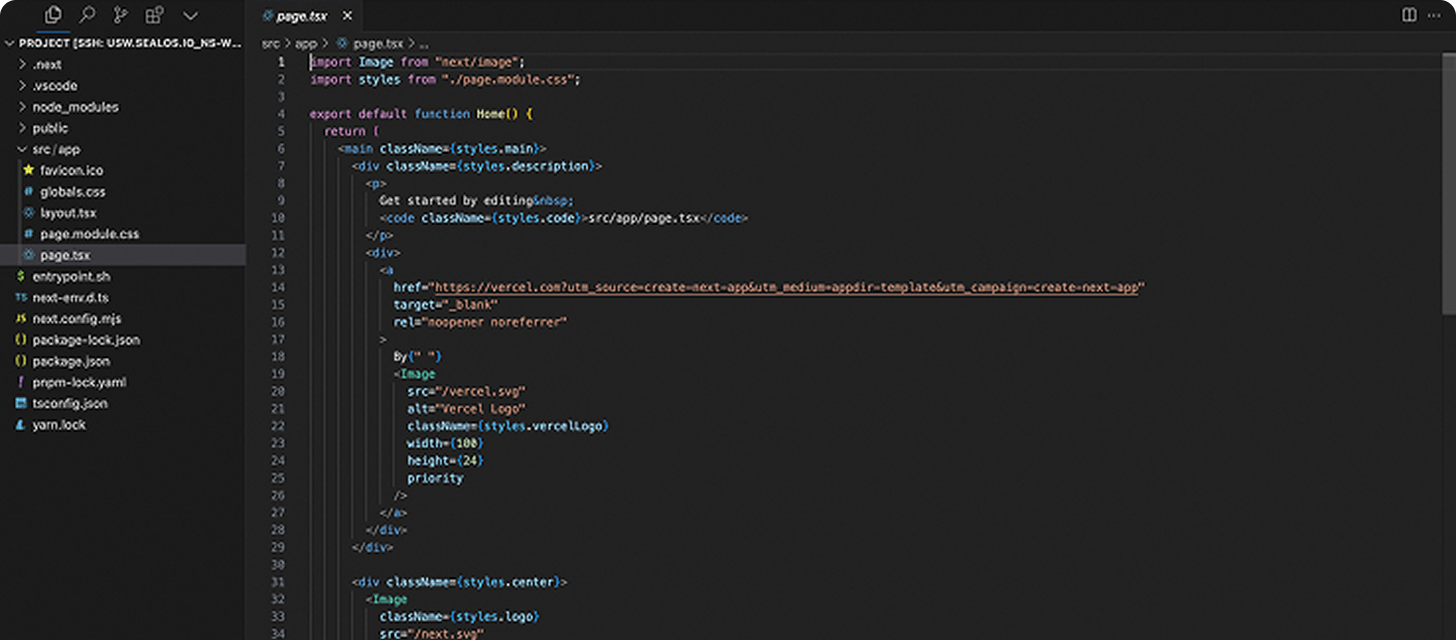 page.tsx
PROJECT [SSH: USW.SEALOS.IO_NS-W...
.next
.vscode
node_modules
public
src/app
favicon.ico
globals.css
layout.tsx
page.module.css
page.tsx
entrypoint.sh
next-env.d.ts
next.config.mjs
package-lock.json
package.json
pnpm-lock.yaml
tsconfig.json
yarn.lock
src > app > page.tsx > ...
1 import Image from "next/image";
2 import styles from "./page.module.css";
3
4 export default function Home() {
5 return (
6 <main className={styles.main}>
7 <div className={styles.description}>
8 <p>
9 Get started by editing&nbsp;
10 <code className={styles.code}>src/app/page.tsx</code>
11 </p>
12 <div>
13 <a
14 href="https://vercel.com?utm_source=create-next-app&utm_medium=appdir-template&utm_campaign=create-next-app"
15 target="_blank"
16 rel="noopener noreferrer"
17 >
18 By{" "}
19 <Image
20 src="/vercel.svg"
21 alt="Vercel Logo"
22 className={styles.vercelLogo}
23 width={100}
24 height={24}
25 priority
26 />
27 </a>
28 </div>
29 </div>
30
31 <div className={styles.center}>
32 <Image
33 className={styles.logo}
34 src="/next.svg"